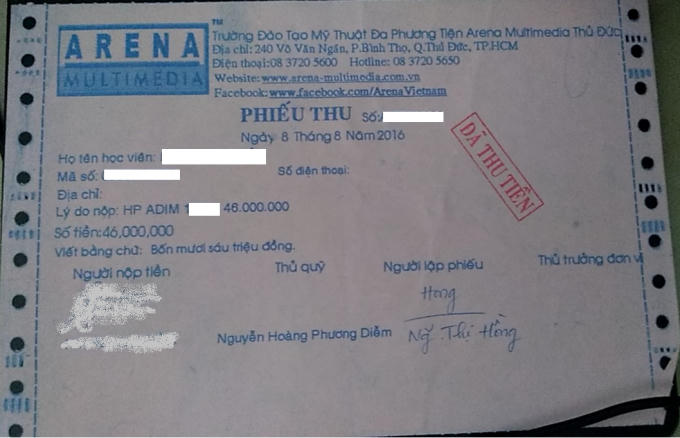 ARENA
MULTIMEDIA
TM
Trường Đào Tạo Mỹ Thuật Đa Phương Tiện Arena Multimedia Thủ Đức
Địa chỉ: 240 Võ Văn Ngân, P.Bình Thọ, Q.Thủ Đức, TP.HCM
Điện thoại:08 3720 5600 Hotline: 08 3720 5650
Website: www.arena-multimedia.com.vn
Facebook: www.facebook.com/ArenaVietnam
PHIẾU THU Số:
Ngày 8 Tháng 8 Năm 2016
ĐÃ THU TIỀN
Họ tên học viên:
Mã số: Số điện thoại:
Địa chỉ:
Lý do nộp: HP ADIM 1 46.000.000
Số tiền:46,000,000
Viết bằng chữ: Bốn mươi sáu triệu đồng.
Người nộp tiền Thủ quỹ Người lập phiếu Thủ trưởng đơn vị
Hong
Nguyễn Hoàng Phương Diễm Ng̃ Thị Hồng